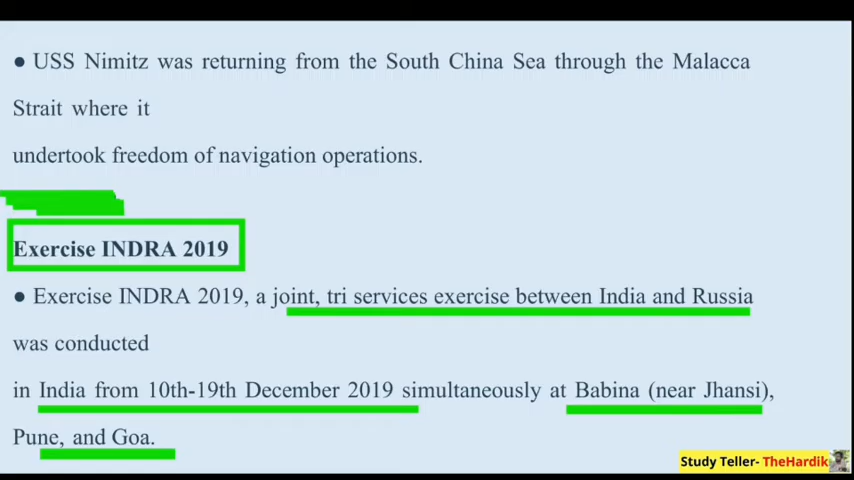 ● USS Nimitz was returning from the South China Sea through the Malacca
Strait where it
undertook freedom of navigation operations.
Exercise INDRA 2019
● Exercise INDRA 2019, a joint, tri services exercise between India and Russia
was conducted
in India from 10th-19th December 2019 simultaneously at Babina (near Jhansi),
Pune, and Goa.
Study Teller- TheHardik